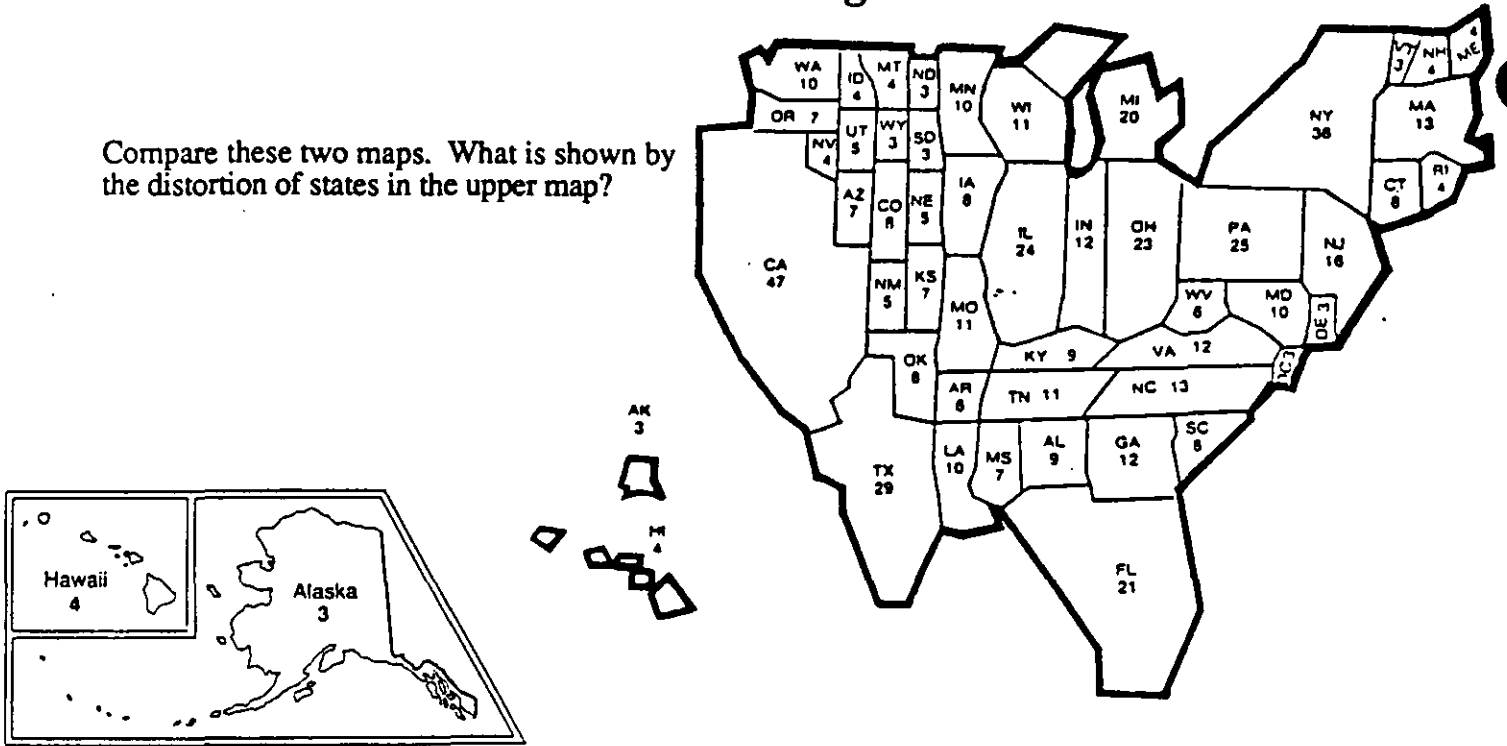 Compare these two maps. What is shown by
the distortion of states in the upper map?
WA
10
ID
4
MT
4
ND
3
MN
10
WI
11
MI
20
NY
36
VT
3
NH
4
ME
4
MA
13
OR 7
NV
4
UT
5
WY
3
SD
3
AZ
7
CO
8
NE
5
IA
8
IL
24
IN
12
OH
23
PA
25
NJ
16
CT
8
RI
4
CA
47
NM
5
KS
7
MO
11
WV
6
MD
10
DE 3
KY 9
VA 12
OK
8
AR
6
TN 11
NC 13
TX
29
LA
10
MS
7
AL
9
GA
12
SC
8
FL
21
AK
3
HI
4
Hawaii
4
Alaska
3